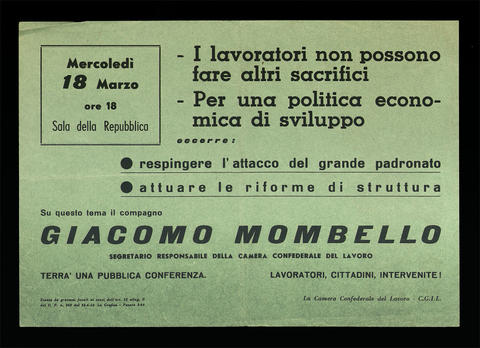 Mercoledì
18 Marzo
ore 18
Sala della Repubblica
- I lavoratori non possono
fare altri sacrifici
- Per una politica econo-
mica di sviluppo
occorre:
● respingere l'attacco del grande padronato
● attuare le riforme di struttura
Su questo tema il compagno
GIACOMO MOMBELLO
SEGRETARIO RESPONSABILE DELLA CAMERA CONFEDERALE DEL LAVORO
TERRA' UNA PUBBLICA CONFERENZA.
LAVORATORI, CITTADINI, INTERVENITE!
La Camera Confederale del Lavoro - C.G.I.L.